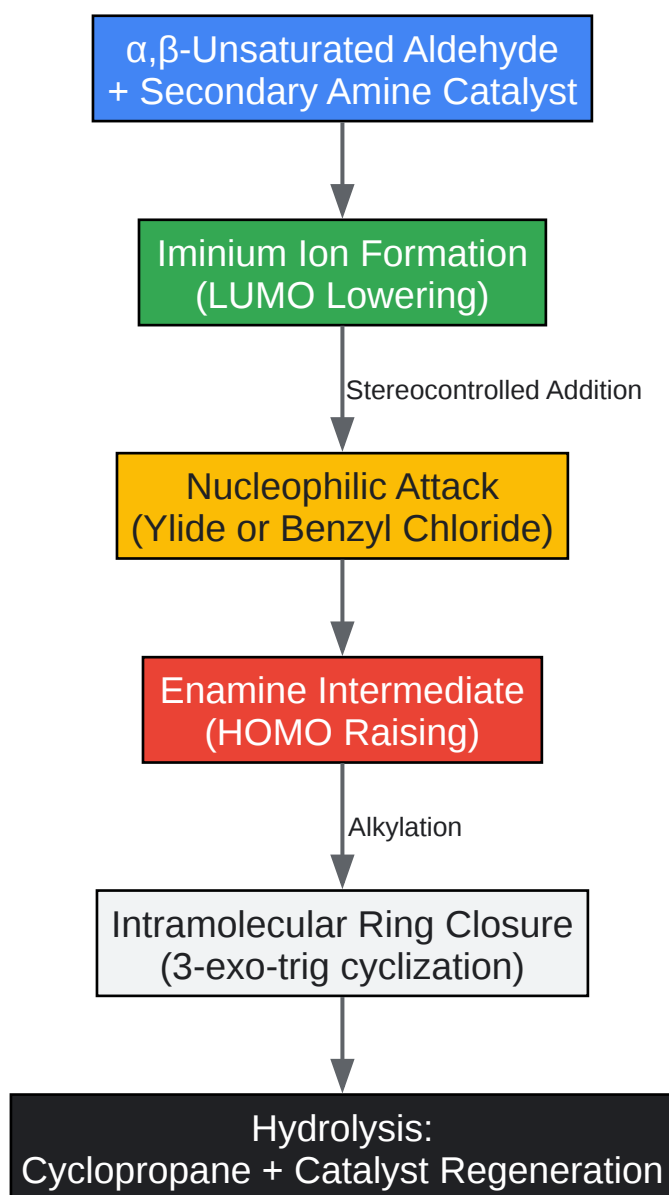 α,β-Unsaturated Aldehyde
+ Secondary Amine Catalyst
Iminium Ion Formation
(LUMO Lowering)
Stereocontrolled Addition
Nucleophilic Attack
(Ylide or Benzyl Chloride)
Enamine Intermediate
(HOMO Raising)
Alkylation
Intramolecular Ring Closure
(3-exo-trig cyclization)
Hydrolysis:
Cyclopropane + Catalyst Regeneration